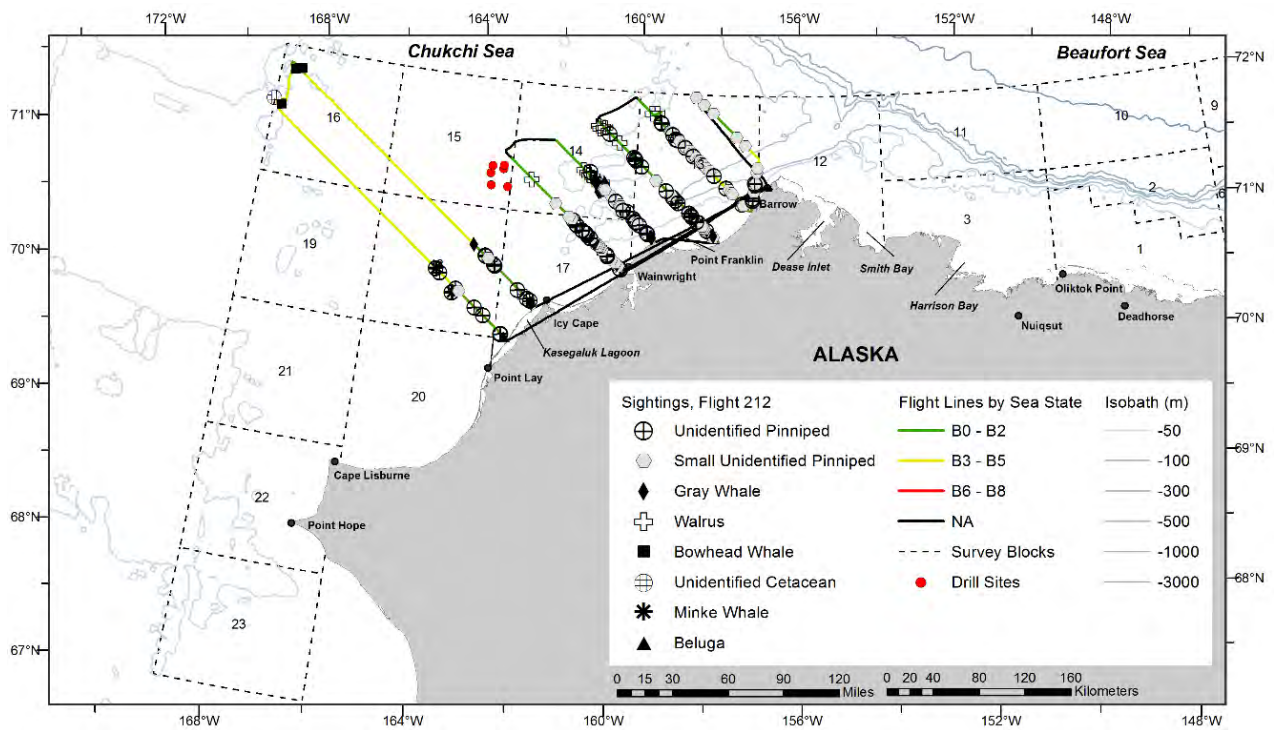 172°W
168°W
164°W
160°W
156°W
152°W
148°W
Chukchi Sea
Beaufort Sea
72°N
71°N
71°N
70°N
70°N
69°N
69°N
68°N
68°N
67°N
16
15
14
12
11
10
9
19
17
3
2
6
1
21
20
22
23
Barrow
Point Franklin
Wainwright
Dease Inlet
Smith Bay
Harrison Bay
Oliktok Point
Nuiqsut
Deadhorse
Icy Cape
Kasegaluk Lagoon
Point Lay
ALASKA
Cape Lisburne
Point Hope
Sightings, Flight 212
Unidentified Pinniped
Small Unidentified Pinniped
Gray Whale
Walrus
Bowhead Whale
Unidentified Cetacean
Minke Whale
Beluga
Flight Lines by Sea State
B0 - B2
B3 - B5
B6 - B8
NA
Survey Blocks
Drill Sites
Isobath (m)
-50
-100
-300
-500
-1000
-3000
0 15 30 60 90 120
Miles
0 20 40 80 120 160
Kilometers
168°W
164°W
160°W
156°W
152°W
148°W